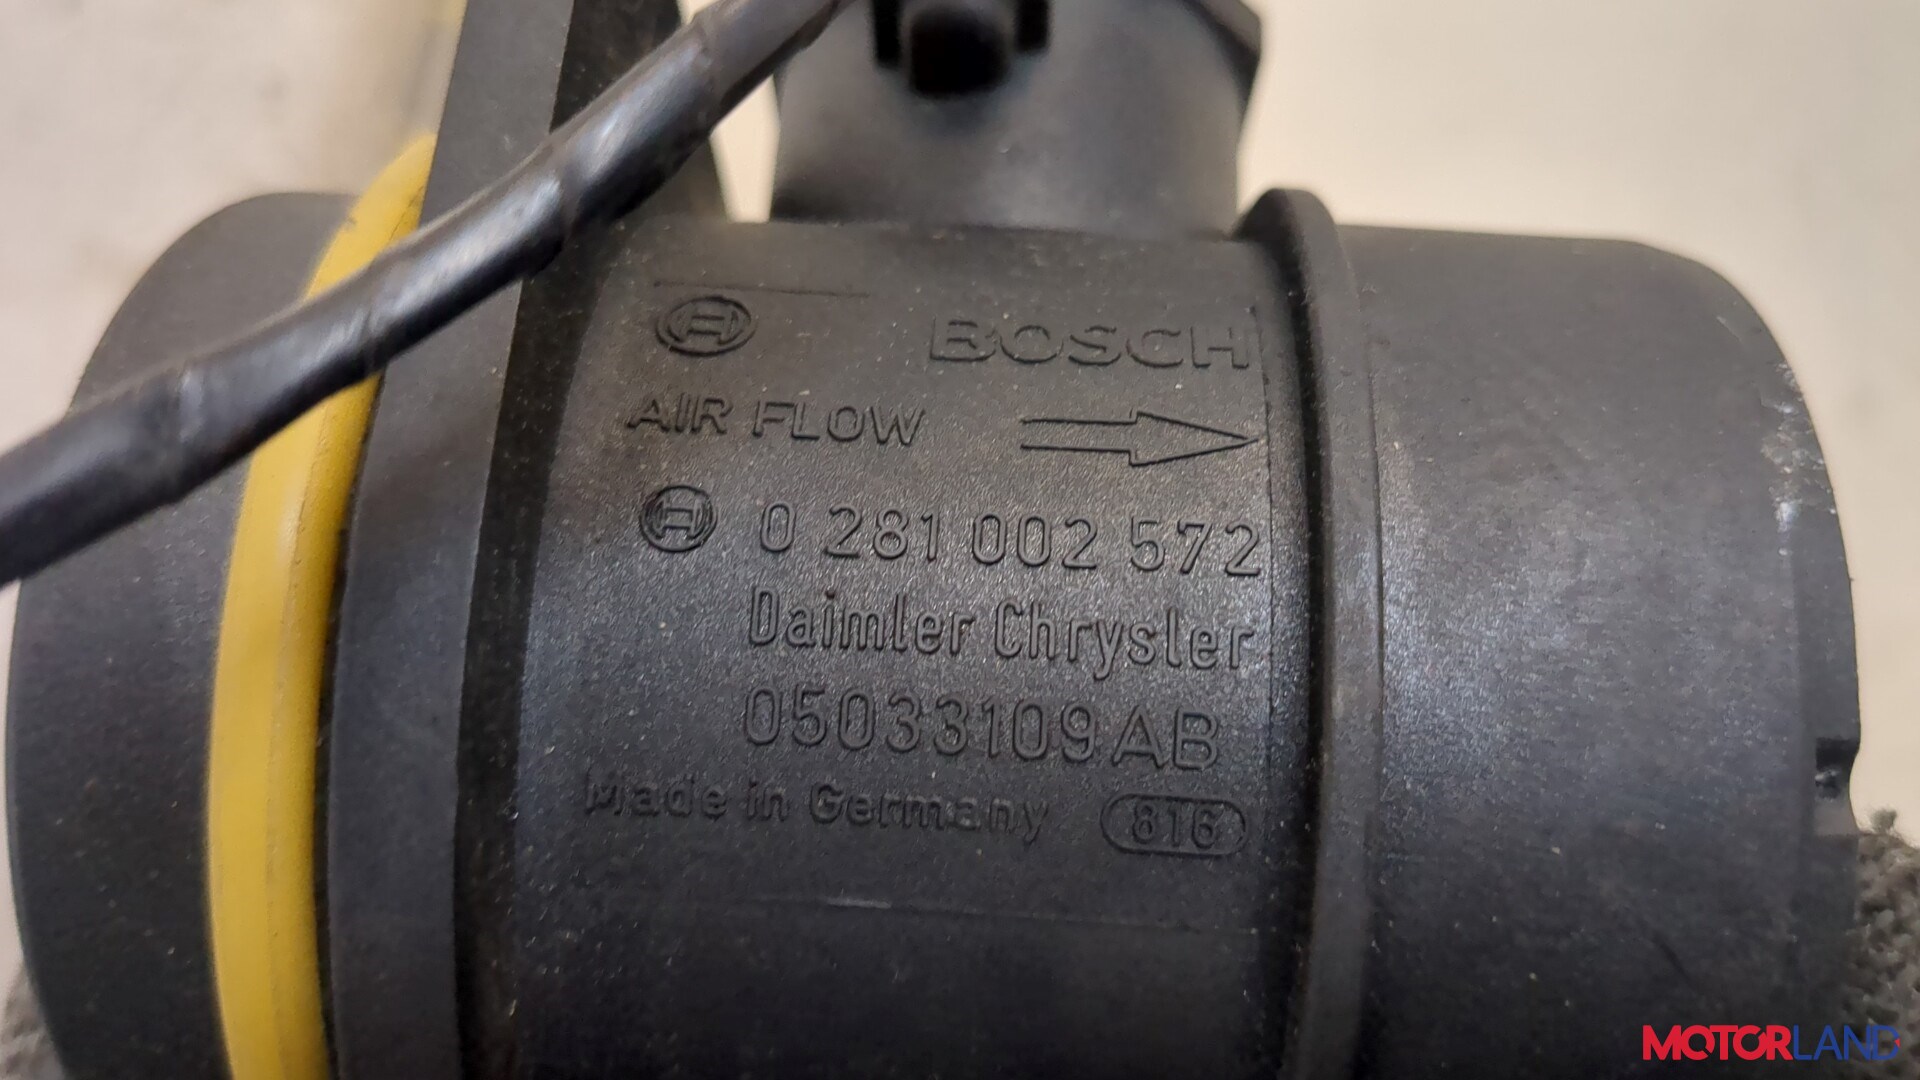 BOSCH
AIR FLOW
0 281 002 572
Daimler Chrysler
05033109AB
Made in Germany 816
MOTORLAND